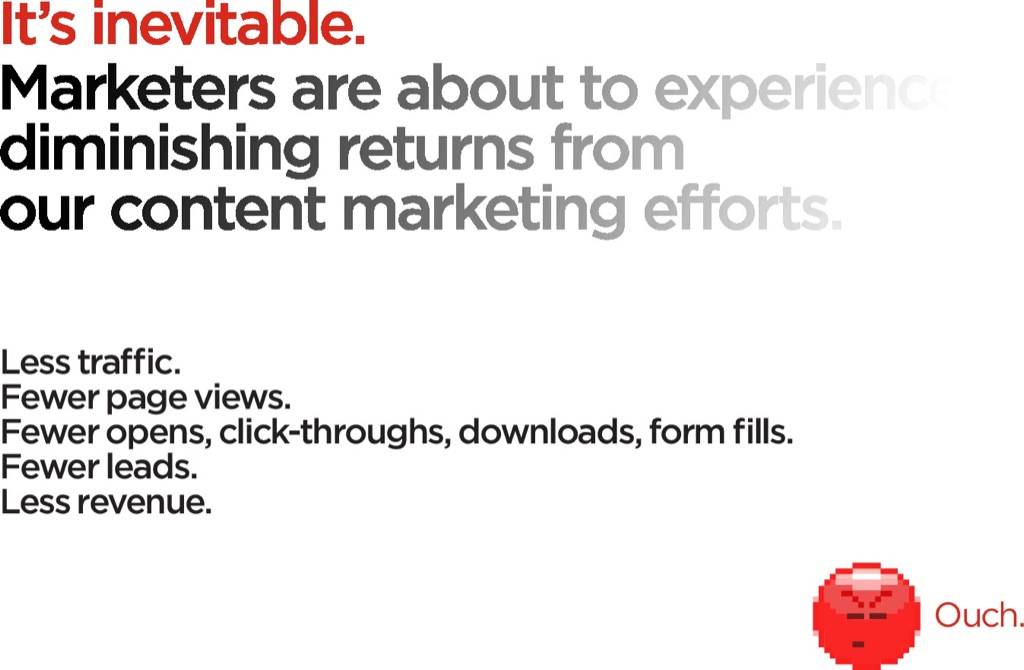 It’s inevitable.
Marketers are about to experience
diminishing returns from
our content marketing efforts.
Less traffic.
Fewer page views.
Fewer opens, click-throughs, downloads, form fills.
Fewer leads.
Less revenue.
Ouch.